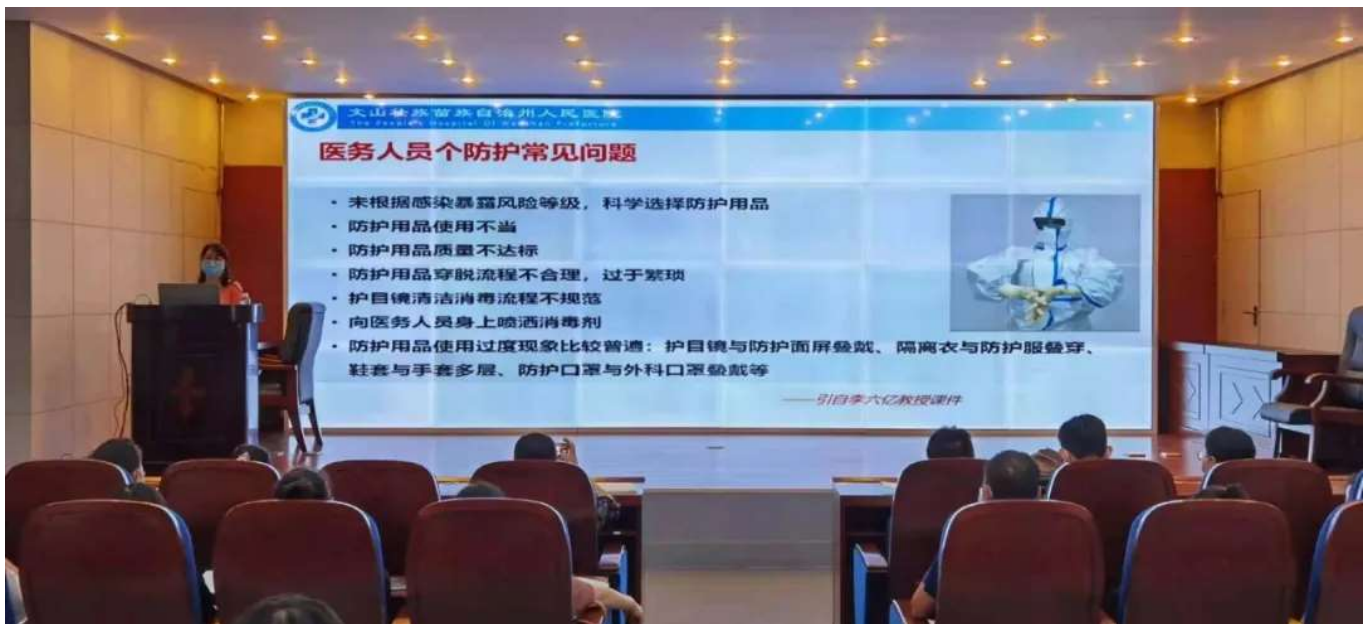 文山壮族苗族自治州人民医院
The People's Hospital Of Wenshan Prefecture
医务人员个防护常见问题
• 未根据感染暴露风险等级，科学选择防护用品
• 防护用品使用不当
• 防护用品质量不达标
• 防护用品穿脱流程不合理，过于繁琐
• 护目镜清洁消毒流程不规范
• 向医务人员身上喷洒消毒剂
• 防护用品使用过度现象比较普遍：护目镜与防护面屏叠戴、隔离衣与防护服叠穿、
鞋套与手套多层、防护口罩与外科口罩叠戴等
——引自李六亿教授课件